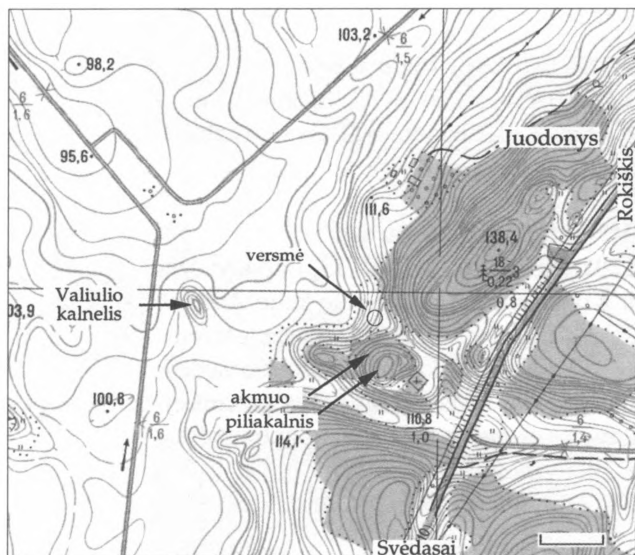 103,2
6
1,5
98,2
6
1,6
Juodonys
95,6
Rokiškis
111,6
138,4
versmė
18
0,22
3
Valiulio
kalnelis
03,9
0,8
akmuo
piliakalnis
100,8
6
1,6
110,8
1,0
6
1,4
114,1
Svėdasai